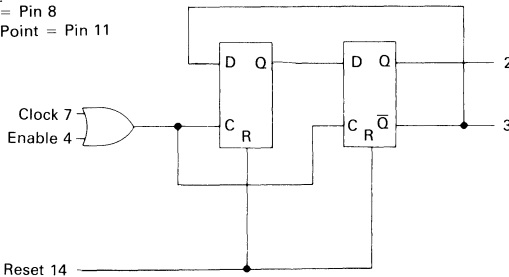 = Pin 8
Point = Pin 11
D Q D Q 2
Clock 7
C C Q̅ 3
Enable 4
R R
Reset 14